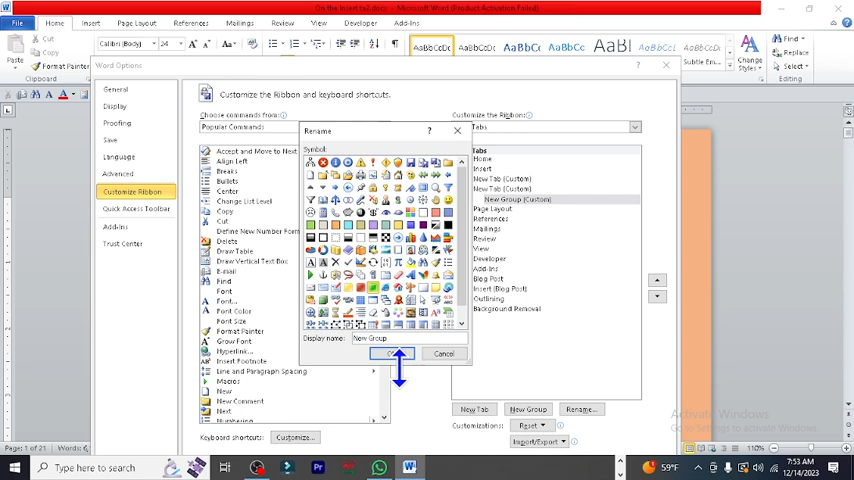 On the Insert ta2.docx - Microsoft Word (Product Activation Failed)
File Home Insert Page Layout References Mailings Review View Developer Add-Ins
Cut Calibri (Body) 24 Find
Copy Replace
Paste Format Painter AaBbCcDc AaBbCcDc AaBbC AaBbCc AaBl AaBbCcl AaBbCcDc Subtle Em... Change Styles Select
Clipboard Editing
Word Options
General
Display
Proofing
Save
Language
Advanced
Customize Ribbon
Quick Access Toolbar
Add-Ins
Trust Center
Customize the Ribbon and keyboard shortcuts.
Choose commands from:
Popular Commands
Accept and Move to Next
Align Left
Breaks
Bullets
Center
Change List Level
Copy
Cut
Define New Number Form
Delete
Draw Table
Draw Vertical Text Box
E-mail
Find
Font
Font...
Font Color
Font Size
Format Painter
Grow Font
Hyperlink...
Insert Footnote
Line and Paragraph Spacing
Macros
New
New Comment
Next
Numbering
Keyboard shortcuts: Customize...
Rename
Symbol:
Display name: New Group
Cancel
Customize the Ribbon:
Tabs
Tabs
Home
Insert
New Tab (Custom)
New Tab (Custom)
New Group (Custom)
Page Layout
References
Mailings
Review
View
Developer
Add-Ins
Blog Post
Insert (Blog Post)
Outlining
Background Removal
New Tab New Group Rename...
Customizations: Reset
Import/Export
Activate Windows
Go to Settings to activate Windows.
Page: 1 of 21 Words: 110%
Type here to search 59°F 7:53 AM
12/14/2023